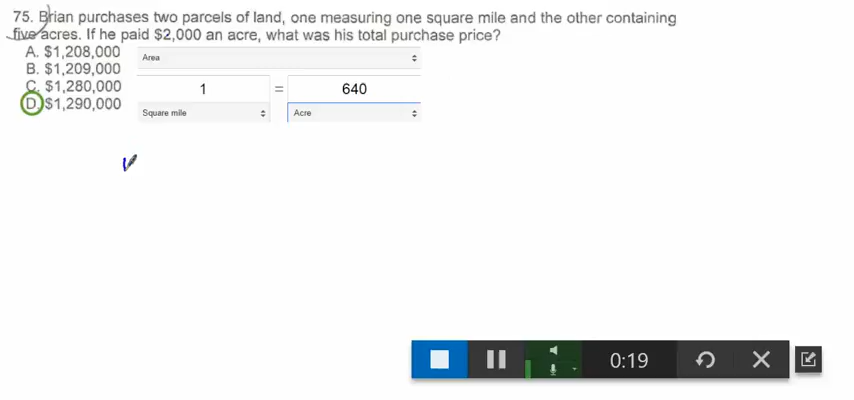 75. Brian purchases two parcels of land, one measuring one square mile and the other containing
five acres. If he paid $2,000 an acre, what was his total purchase price?
A. $1,208,000
B. $1,209,000
C. $1,280,000
D. $1,290,000
Area
1 = 640
Square mile Acre
0:19